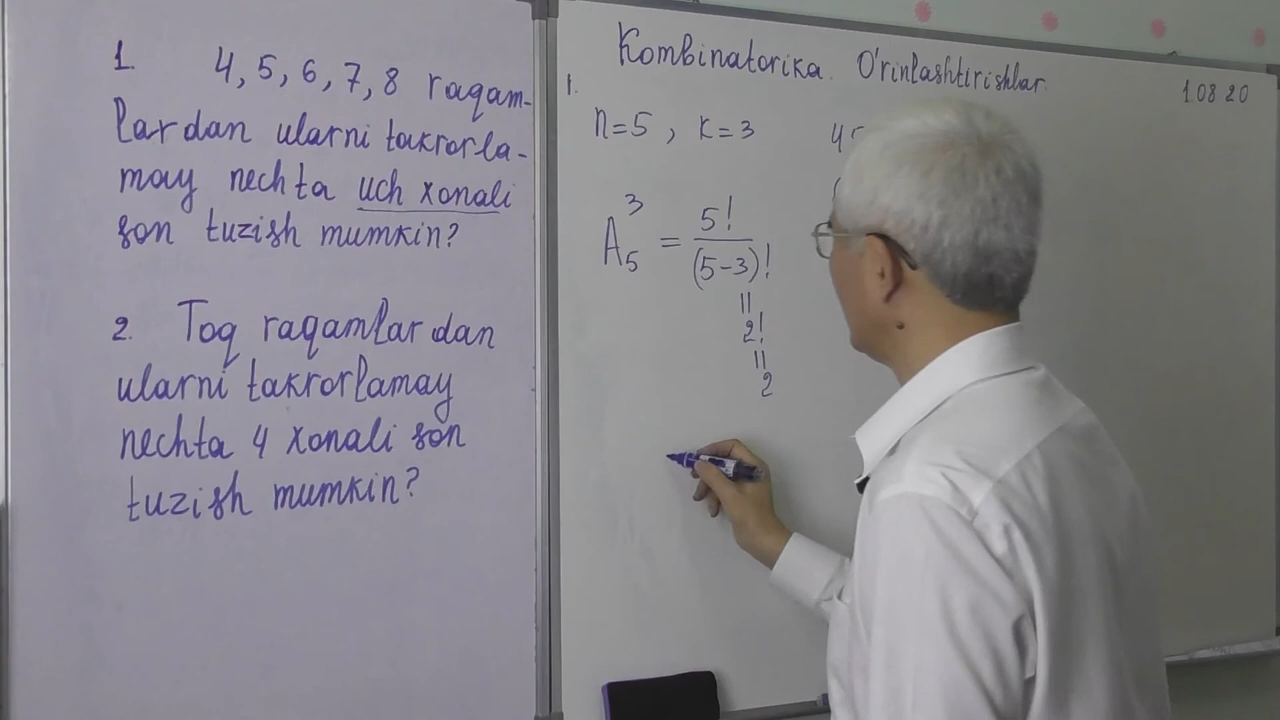 1. 4, 5, 6, 7, 8 raqam-
lardan ularni takrorla-
may nechta uch xonali
son tuzish mumkin?
2. Toq raqamlardan
ularni takrorlamay
nechta 4 xonali son
tuzish mumkin?
Kombinatorika. O'rinlashtirishlar.
1.08 20
1.
n=5, k=3 45
A₅³ = 5!/(5-3)!
=
2!
=
2